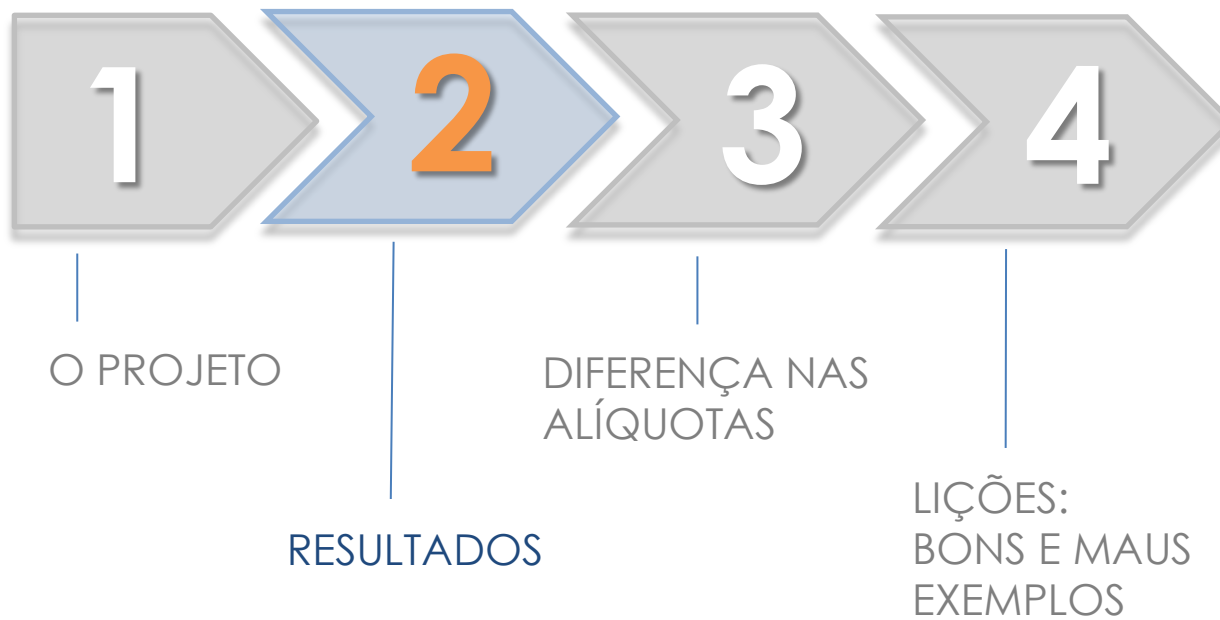 1
2
3
4
O PROJETO
RESULTADOS
DIFERENÇA NAS
ALÍQUOTAS
LIÇÕES:
BONS E MAUS
EXEMPLOS